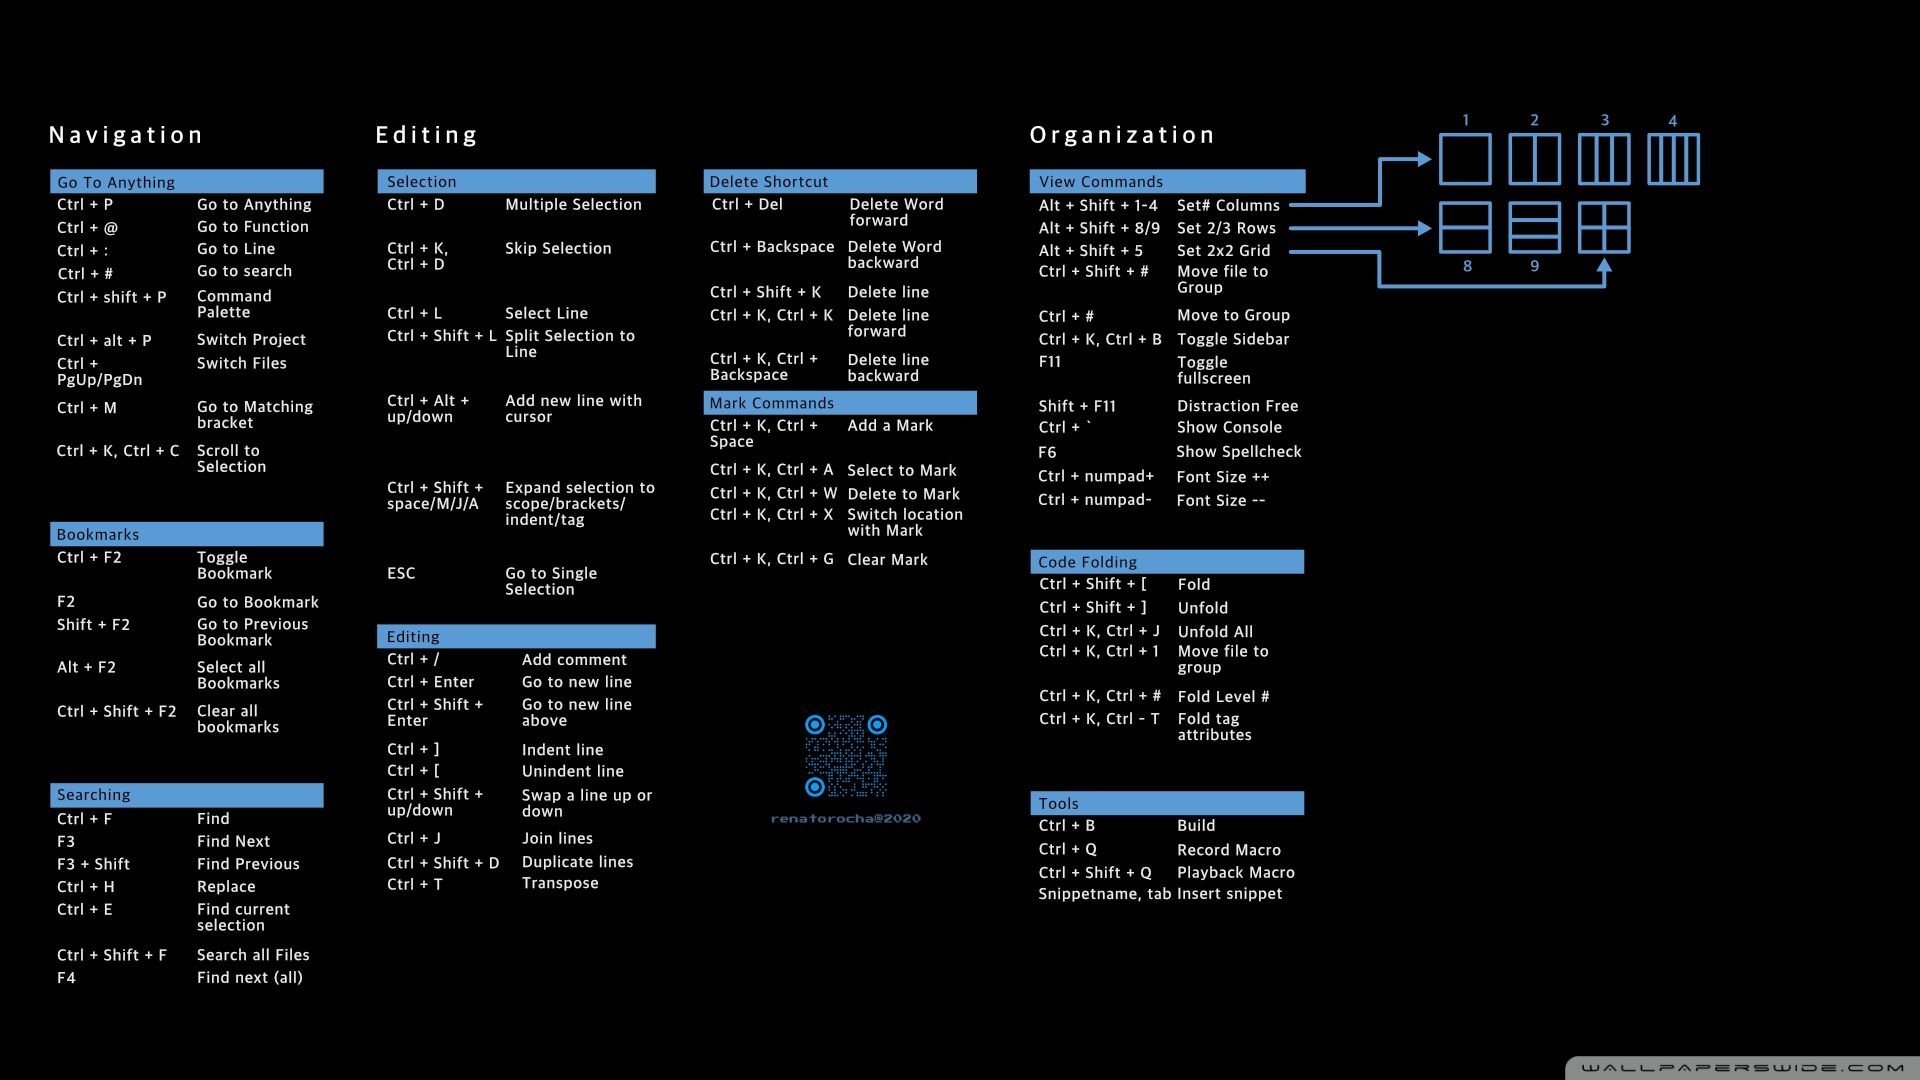 Navigation
Go To Anything
Ctrl + P Go to Anything
Ctrl + @ Go to Function
Ctrl + : Go to Line
Ctrl + # Go to search
Ctrl + shift + P Command
Palette
Ctrl + alt + P Switch Project
Ctrl + Switch Files
PgUp/PgDn
Ctrl + M Go to Matching
bracket
Ctrl + K, Ctrl + C Scroll to
Selection
Bookmarks
Ctrl + F2 Toggle
Bookmark
F2 Go to Bookmark
Shift + F2 Go to Previous
Bookmark
Alt + F2 Select all
Bookmarks
Ctrl + Shift + F2 Clear all
bookmarks
Searching
Ctrl + F Find
F3 Find Next
F3 + Shift Find Previous
Ctrl + H Replace
Ctrl + E Find current
selection
Ctrl + Shift + F Search all Files
F4 Find next (all)
Editing
Selection
Ctrl + D Multiple Selection
Ctrl + K, Skip Selection
Ctrl + D
Ctrl + L Select Line
Ctrl + Shift + L Split Selection to
Line
Ctrl + Alt + Add new line with
up/down cursor
Ctrl + Shift + Expand selection to
space/M/J/A scope/brackets/
indent/tag
ESC Go to Single
Selection
Editing
Ctrl + / Add comment
Ctrl + Enter Go to new line
Ctrl + Shift + Go to new line
Enter above
Ctrl + ] Indent line
Ctrl + [ Unindent line
Ctrl + Shift + Swap a line up or
up/down down
Ctrl + J Join lines
Ctrl + Shift + D Duplicate lines
Ctrl + T Transpose
Delete Shortcut
Ctrl + Del Delete Word
forward
Ctrl + Backspace Delete Word
backward
Ctrl + Shift + K Delete line
Ctrl + K, Ctrl + K Delete line
forward
Ctrl + K, Ctrl + Delete line
Backspace backward
Mark Commands
Ctrl + K, Ctrl + Add a Mark
Space
Ctrl + K, Ctrl + A Select to Mark
Ctrl + K, Ctrl + W Delete to Mark
Ctrl + K, Ctrl + X Switch location
with Mark
Ctrl + K, Ctrl + G Clear Mark
renatorocha@2020
Organization
View Commands
Alt + Shift + 1-4 Set# Columns
Alt + Shift + 8/9 Set 2/3 Rows
Alt + Shift + 5 Set 2x2 Grid
Ctrl + Shift + # Move file to
Group
Ctrl + # Move to Group
Ctrl + K, Ctrl + B Toggle Sidebar
F11 Toggle
fullscreen
Shift + F11 Distraction Free
Ctrl + ` Show Console
F6 Show Spellcheck
Ctrl + numpad+ Font Size ++
Ctrl + numpad- Font Size --
Code Folding
Ctrl + Shift + [ Fold
Ctrl + Shift + ] Unfold
Ctrl + K, Ctrl + J Unfold All
Ctrl + K, Ctrl + 1 Move file to
group
Ctrl + K, Ctrl + # Fold Level #
Ctrl + K, Ctrl - T Fold tag
attributes
Tools
Ctrl + B Build
Ctrl + Q Record Macro
Ctrl + Shift + Q Playback Macro
Snippetname, tab Insert snippet
1 2 3 4
8 9
WALLPAPERSWIDE.COM